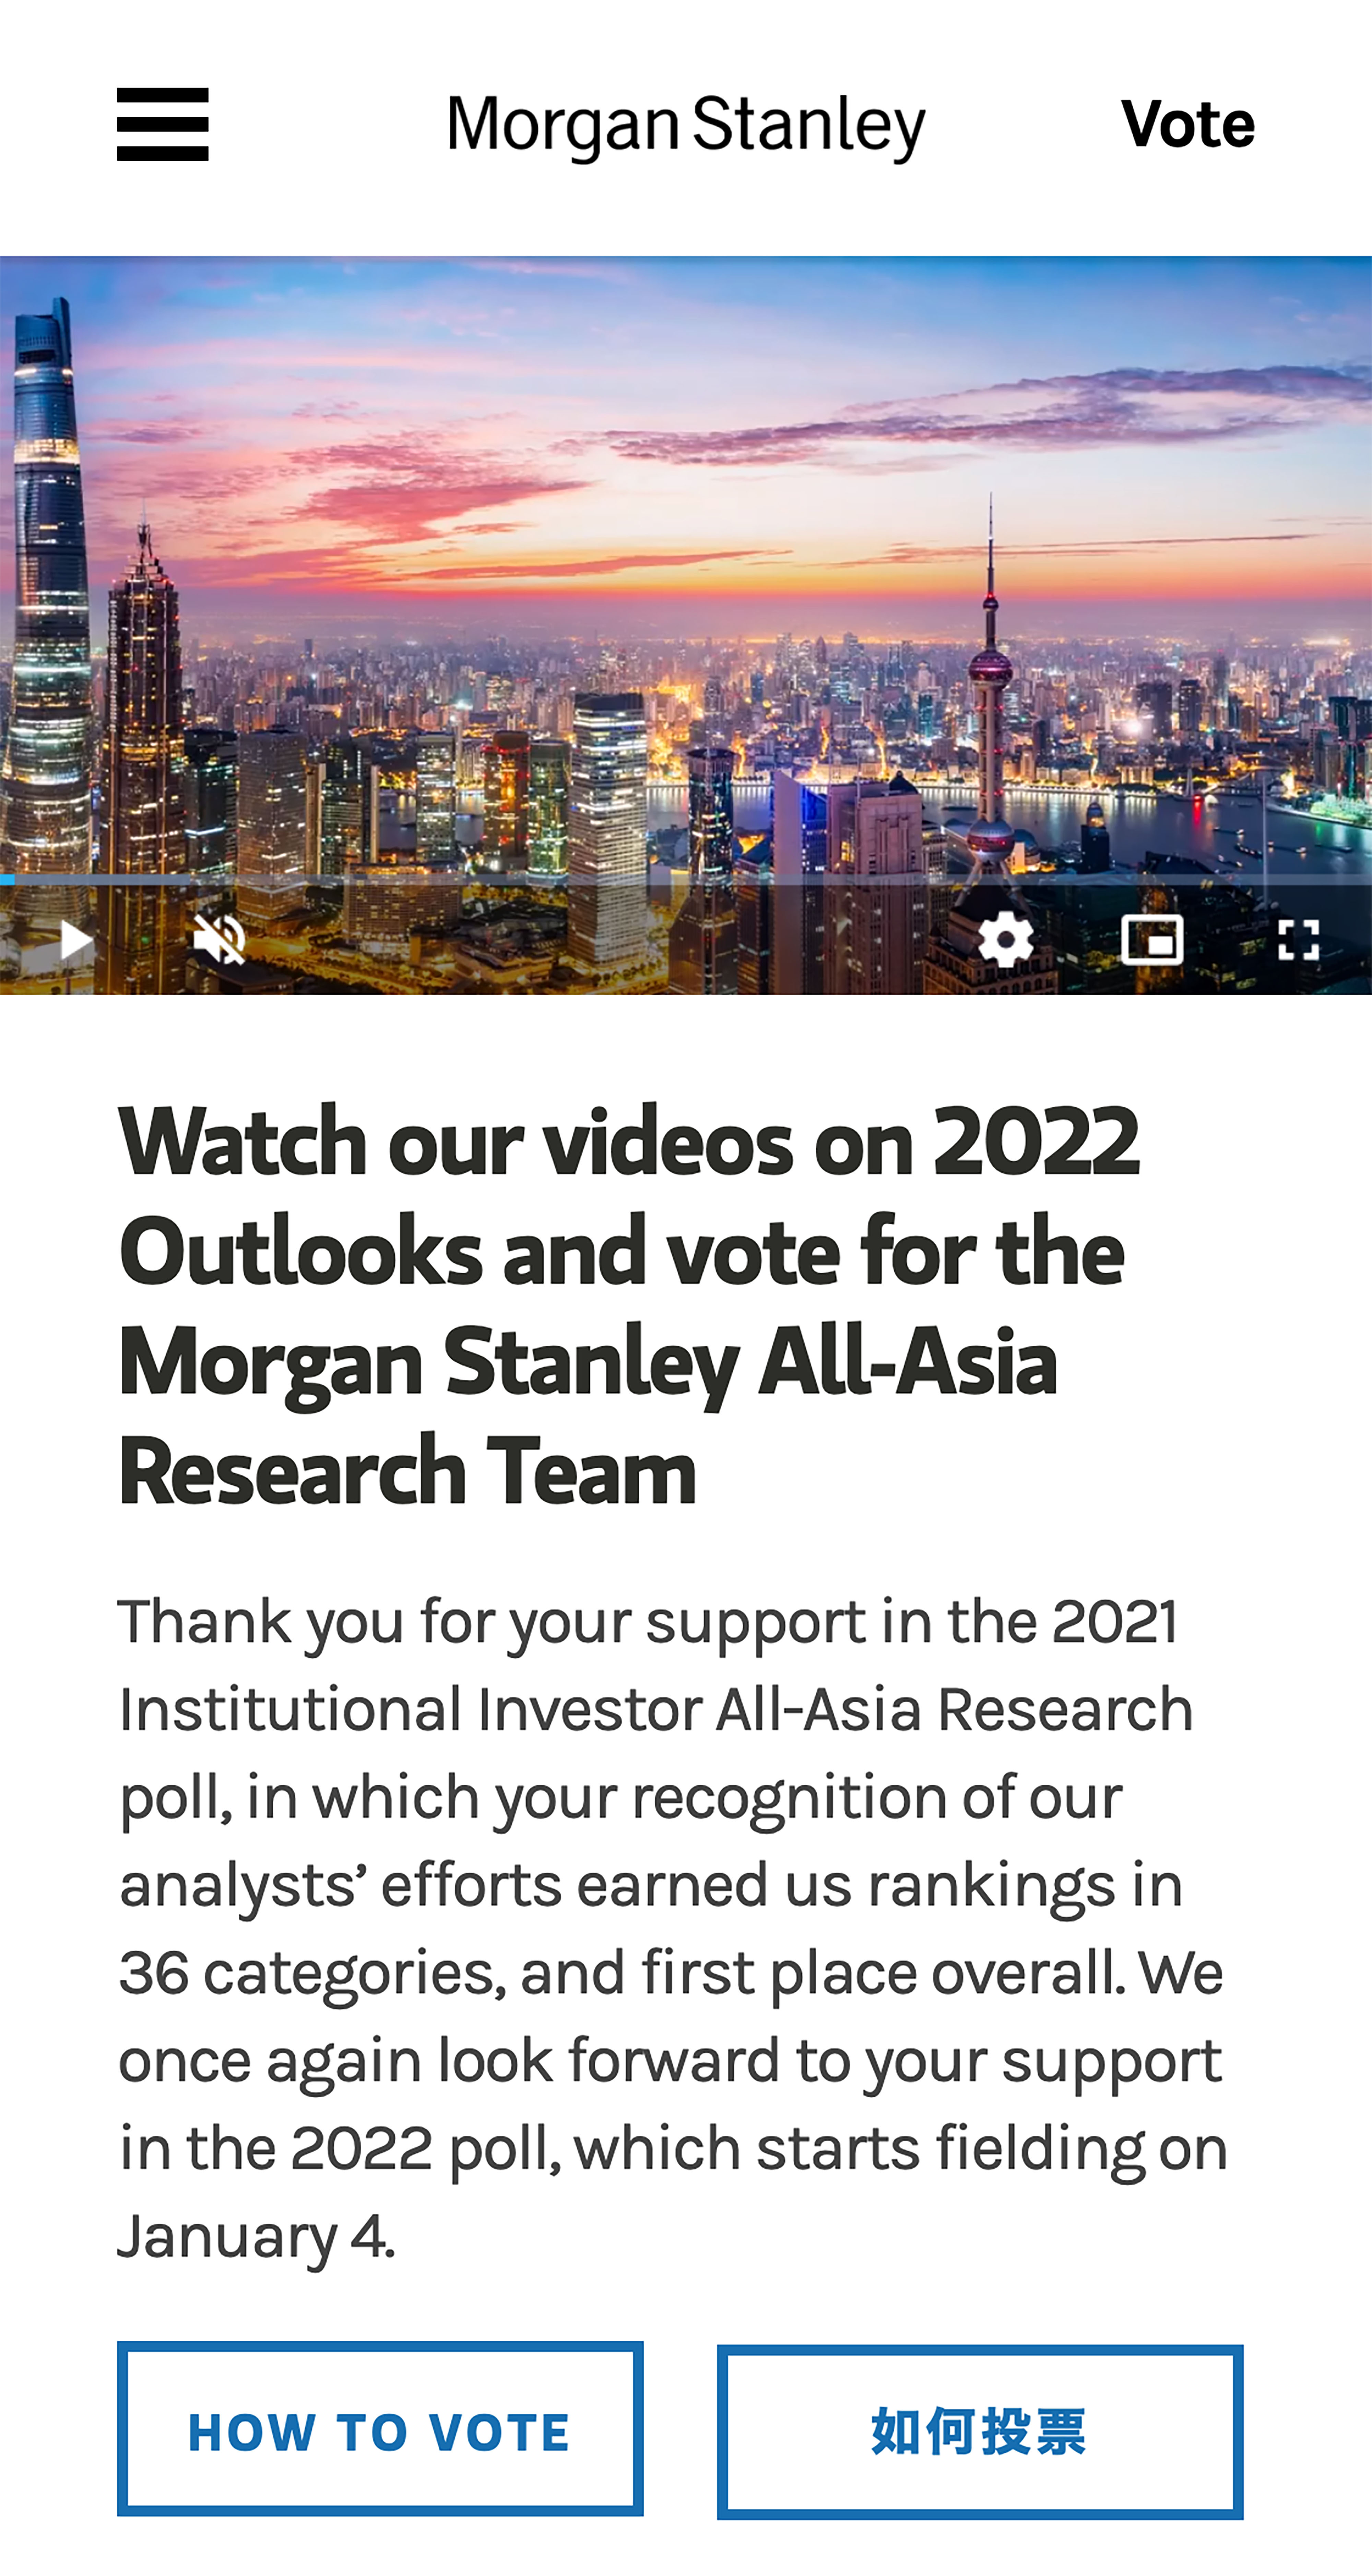 Morgan Stanley
Vote
Watch our videos on 2022
Outlooks and vote for the
Morgan Stanley All-Asia
Research Team
Thank you for your support in the 2021
Institutional Investor All-Asia Research
poll, in which your recognition of our
analysts’ efforts earned us rankings in
36 categories, and first place overall. We
once again look forward to your support
in the 2022 poll, which starts fielding on
January 4.
HOW TO VOTE
如何投票